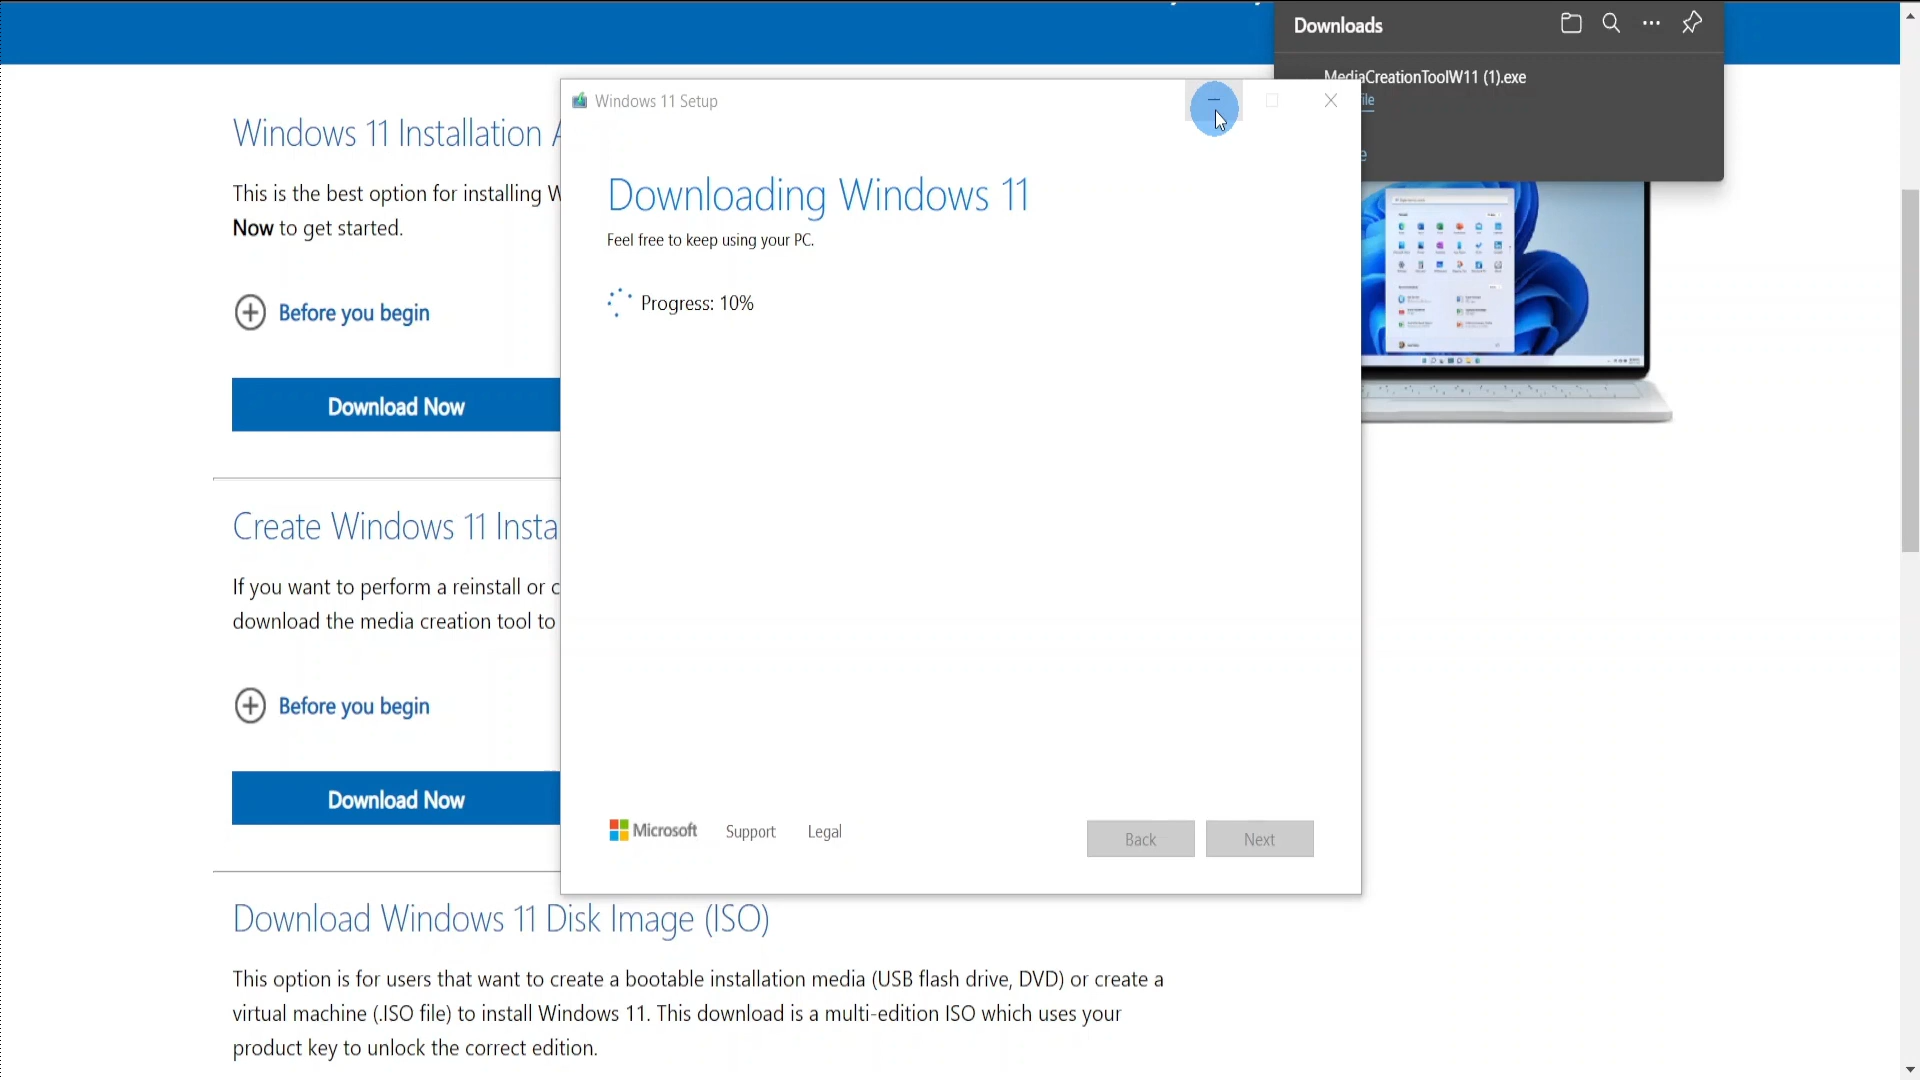 Downloads
MediaCreationToolW11 (1).exe
ile
e
Windows 11 Setup
Downloading Windows 11
Feel free to keep using your PC.
Progress: 10%
Microsoft
Support
Legal
Back
Next
Windows 11 Installation A
This is the best option for installing W
Now to get started.
Before you begin
Download Now
Create Windows 11 Insta
If you want to perform a reinstall or c
download the media creation tool to
Before you begin
Download Now
Download Windows 11 Disk Image (ISO)
This option is for users that want to create a bootable installation media (USB flash drive, DVD) or create a
virtual machine (.ISO file) to install Windows 11. This download is a multi-edition ISO which uses your
product key to unlock the correct edition.